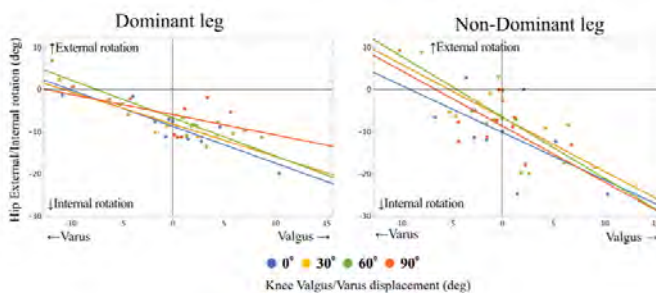 Dominant leg
Non-Dominant leg
Hip External/Internal rotaion (deg)
10
↑External rotation
0
-10
-20
↓Internal rotation
-30
-10
-5
0
5
10
15
←Varus
Valgus →
10
↑External rotation
0
-10
-20
↓Internal rotation
-30
-10
-5
0
5
10
15
←Varus
Valgus →
0° 30° 60° 90°
Knee Valgus/Varus displacement (deg)